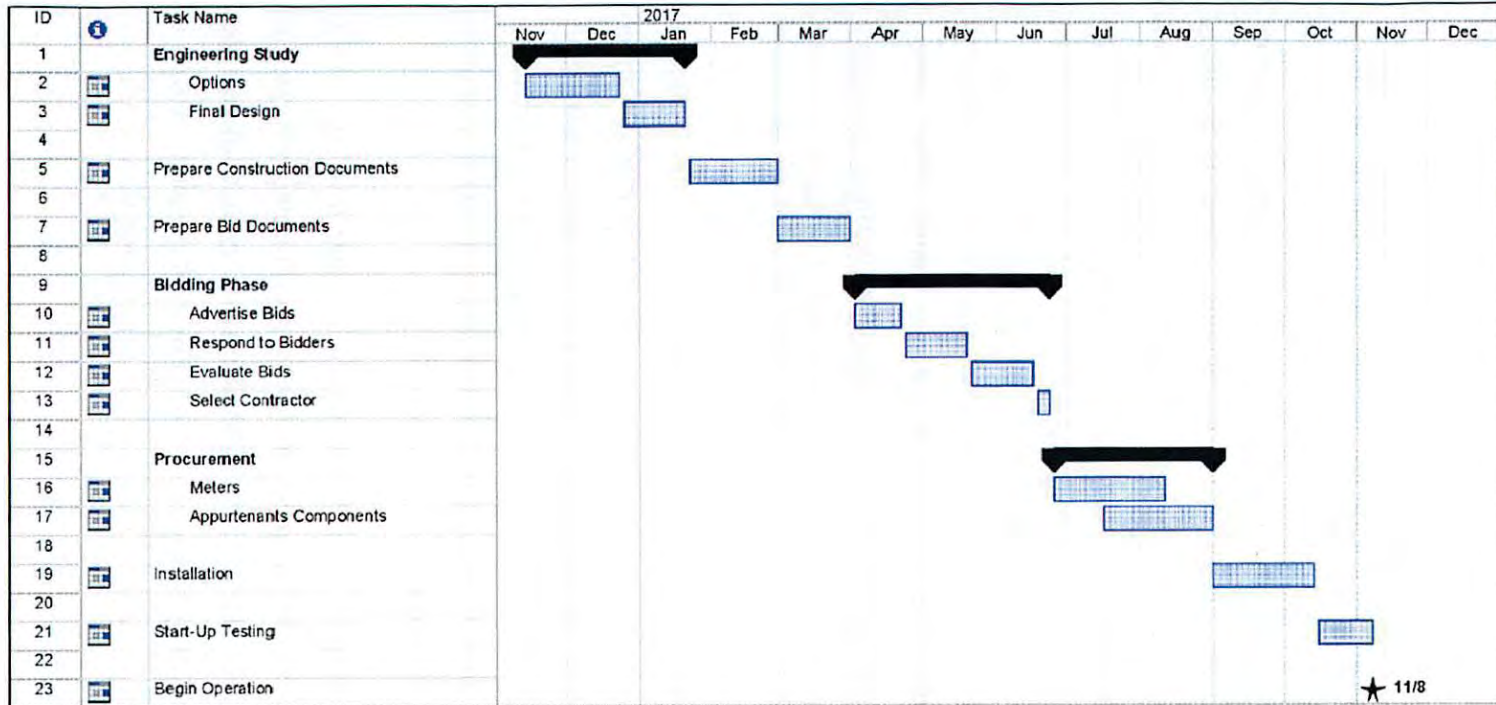 ID Task Name 2017
Nov Dec Jan Feb Mar Apr May Jun Jul Aug Sep Oct Nov Dec
1 Engineering Study
2 Options
3 Final Design
4
5 Prepare Construction Documents
6
7 Prepare Bid Documents
8
9 Bidding Phase
10 Advertise Bids
11 Respond to Bidders
12 Evaluate Bids
13 Select Contractor
14
15 Procurement
16 Meters
17 Appurtenants Components
18
19 Installation
20
21 Start-Up Testing
22
23 Begin Operation 11/8